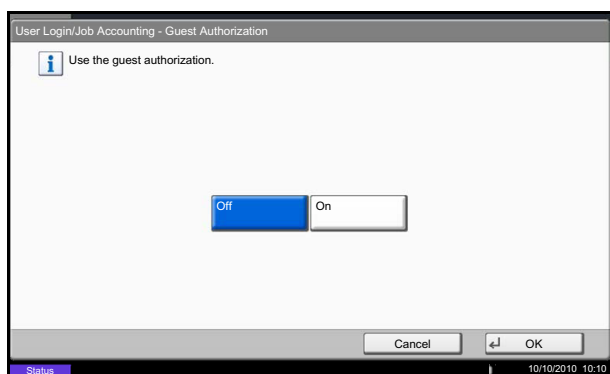 User Login/Job Accounting - Guest Authorization
Use the guest authorization.
Off
On
Cancel
OK
Status
10/10/2010 10:10